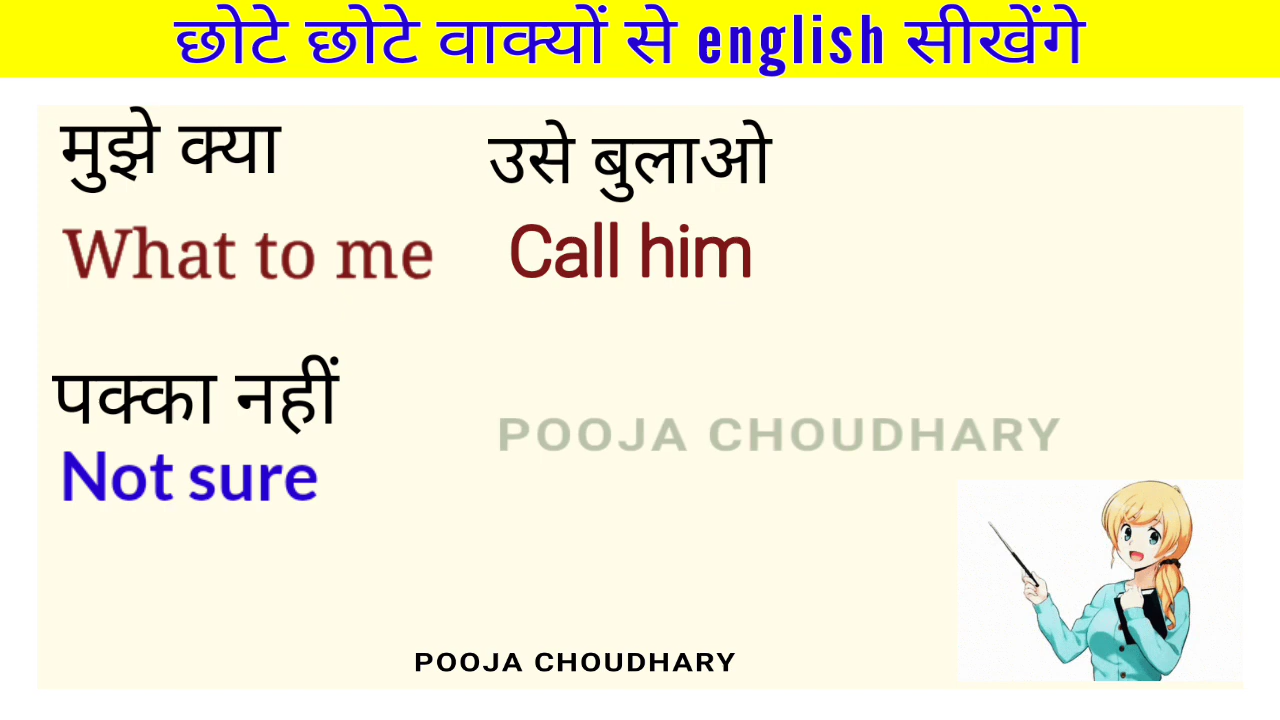 छोटे छोटे वाक्यों से english सीखेंगे
मुझे क्या
What to me
उसे बुलाओ
Call him
पक्का नहीं
Not sure
POOJA CHOUDHARY
POOJA CHOUDHARY